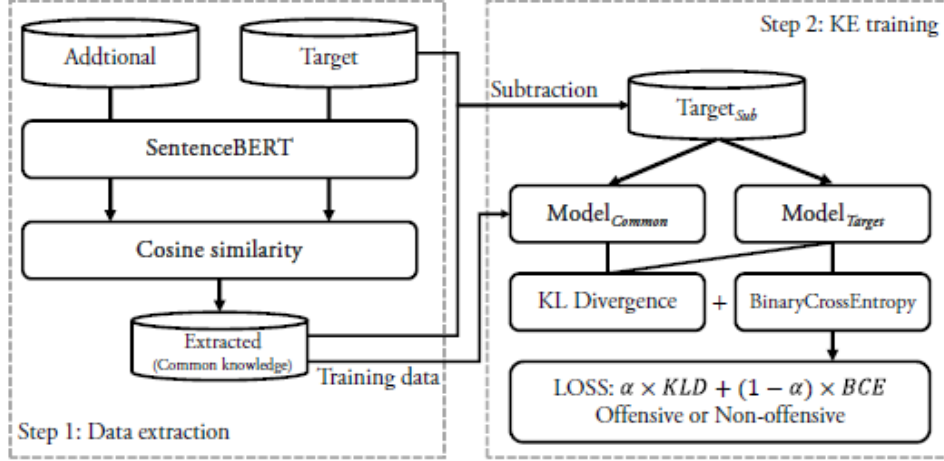 Step 2: KE training
Addtional
Target
Subtraction
Target_Sub
SentenceBERT
Model_Common
Model_Target
Cosine similarity
KL Divergence
+
BinaryCrossEntropy
Extracted
(Common knowledge)
Training data
LOSS: α × KLD + (1 − α) × BCE
Offensive or Non-offensive
Step 1: Data extraction